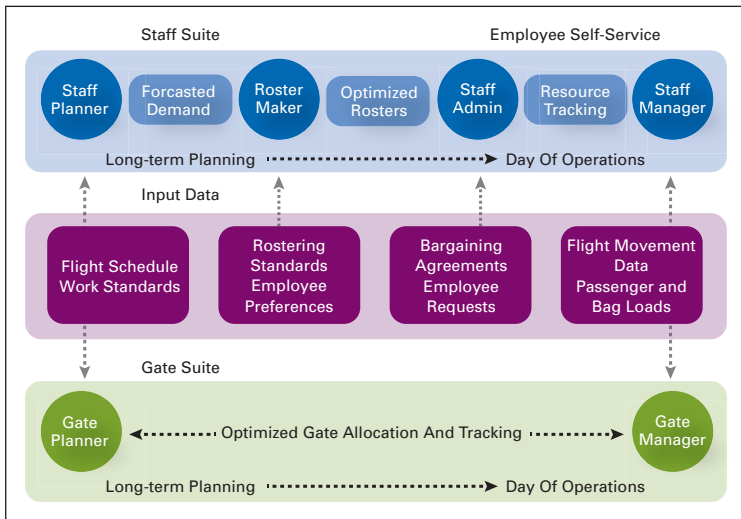 Staff Suite
Employee Self-Service
Staff
Planner
Forcasted
Demand
Roster
Maker
Optimized
Rosters
Staff
Admin
Resource
Tracking
Staff
Manager
Long-term Planning
Day Of Operations
Input Data
Flight Schedule
Work Standards
Rostering
Standards
Employee
Preferences
Bargaining
Agreements
Employee
Requests
Flight Movement
Data
Passenger and
Bag Loads
Gate Suite
Gate
Planner
Optimized Gate Allocation And Tracking
Gate
Manager
Long-term Planning
Day Of Operations